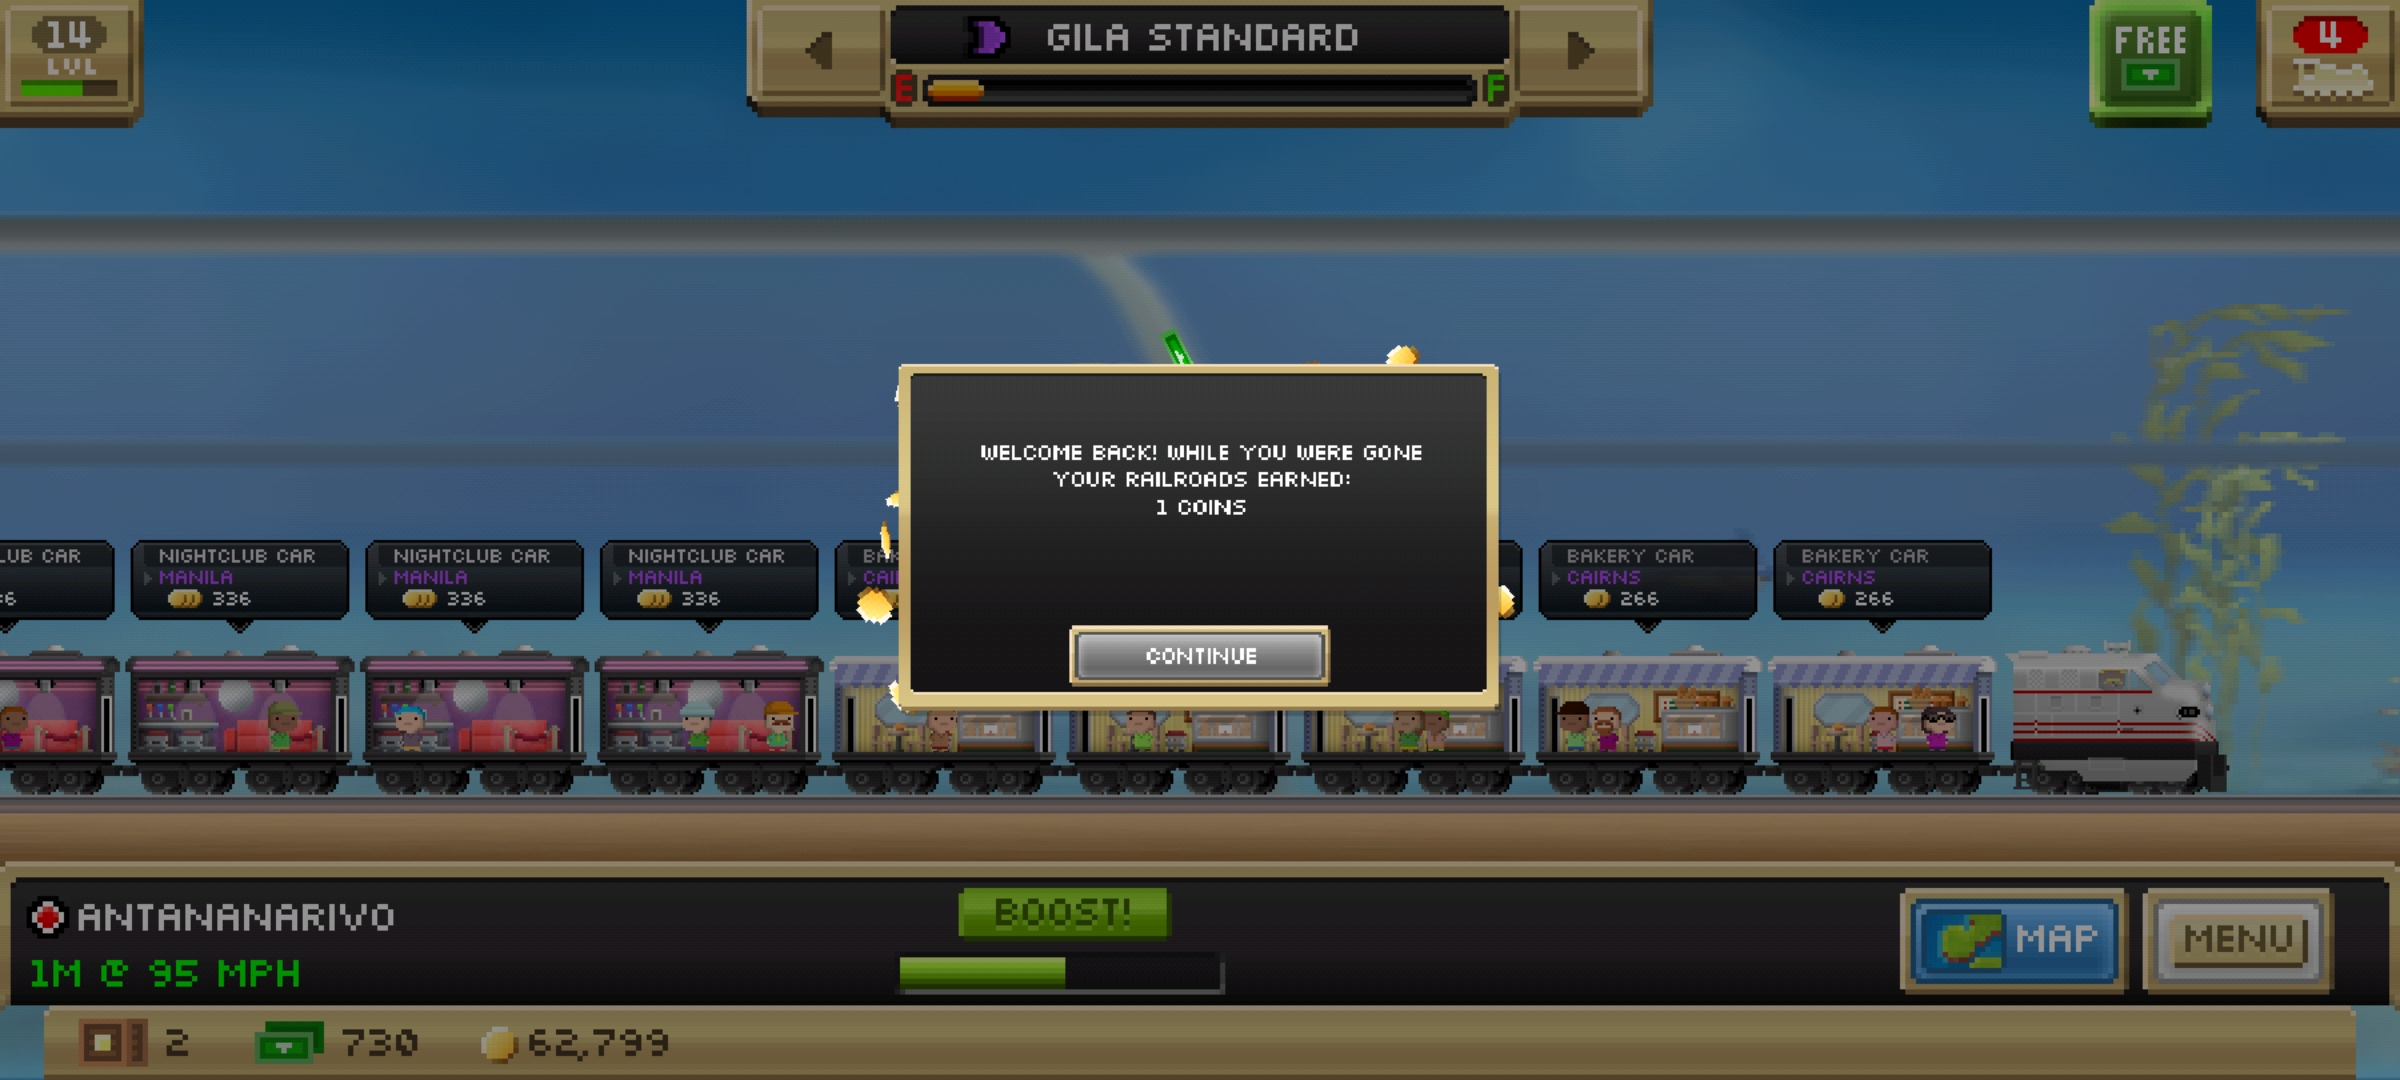 14
LVL
GILA STANDARD
E
F
FREE
4
WELCOME BACK! WHILE YOU WERE GONE
YOUR RAILROADS EARNED:
1 COINS
CONTINUE
LUB CAR
NIGHTCLUB CAR
MANILA
336
NIGHTCLUB CAR
MANILA
336
NIGHTCLUB CAR
MANILA
336
BAKERY CAR
CAIRNS
266
BAKERY CAR
CAIRNS
266
ANTANANARIVO
1M @ 95 MPH
BOOST!
MAP
MENU
2
730
62,799